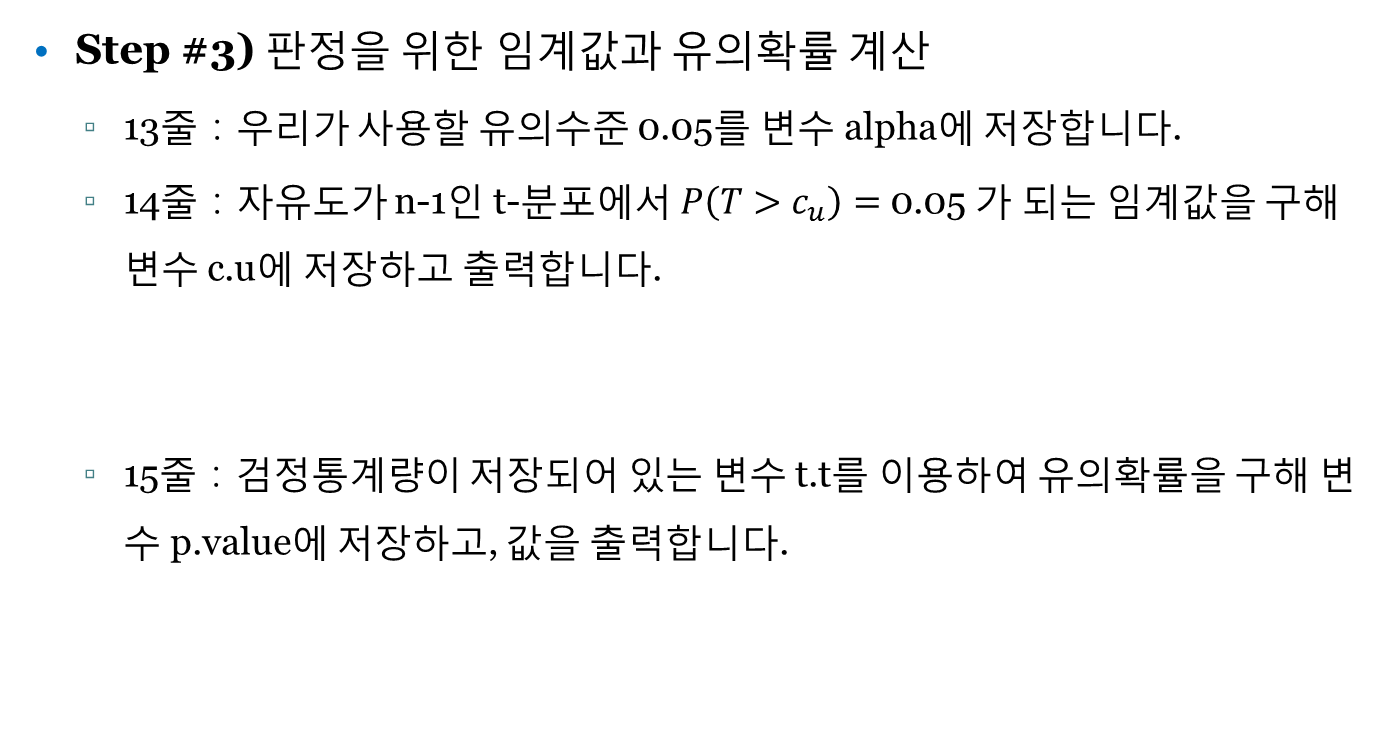 • Step #3) 판정을 위한 임계값과 유의확률 계산
▫ 13줄 : 우리가 사용할 유의수준 0.05를 변수 alpha에 저장합니다.
▫ 14줄 : 자유도가 n-1인 t-분포에서 P(T > c_u) = 0.05 가 되는 임계값을 구해
변수 c.u에 저장하고 출력합니다.
▫ 15줄 : 검정통계량이 저장되어 있는 변수 t.t를 이용하여 유의확률을 구해 변
수 p.value에 저장하고, 값을 출력합니다.